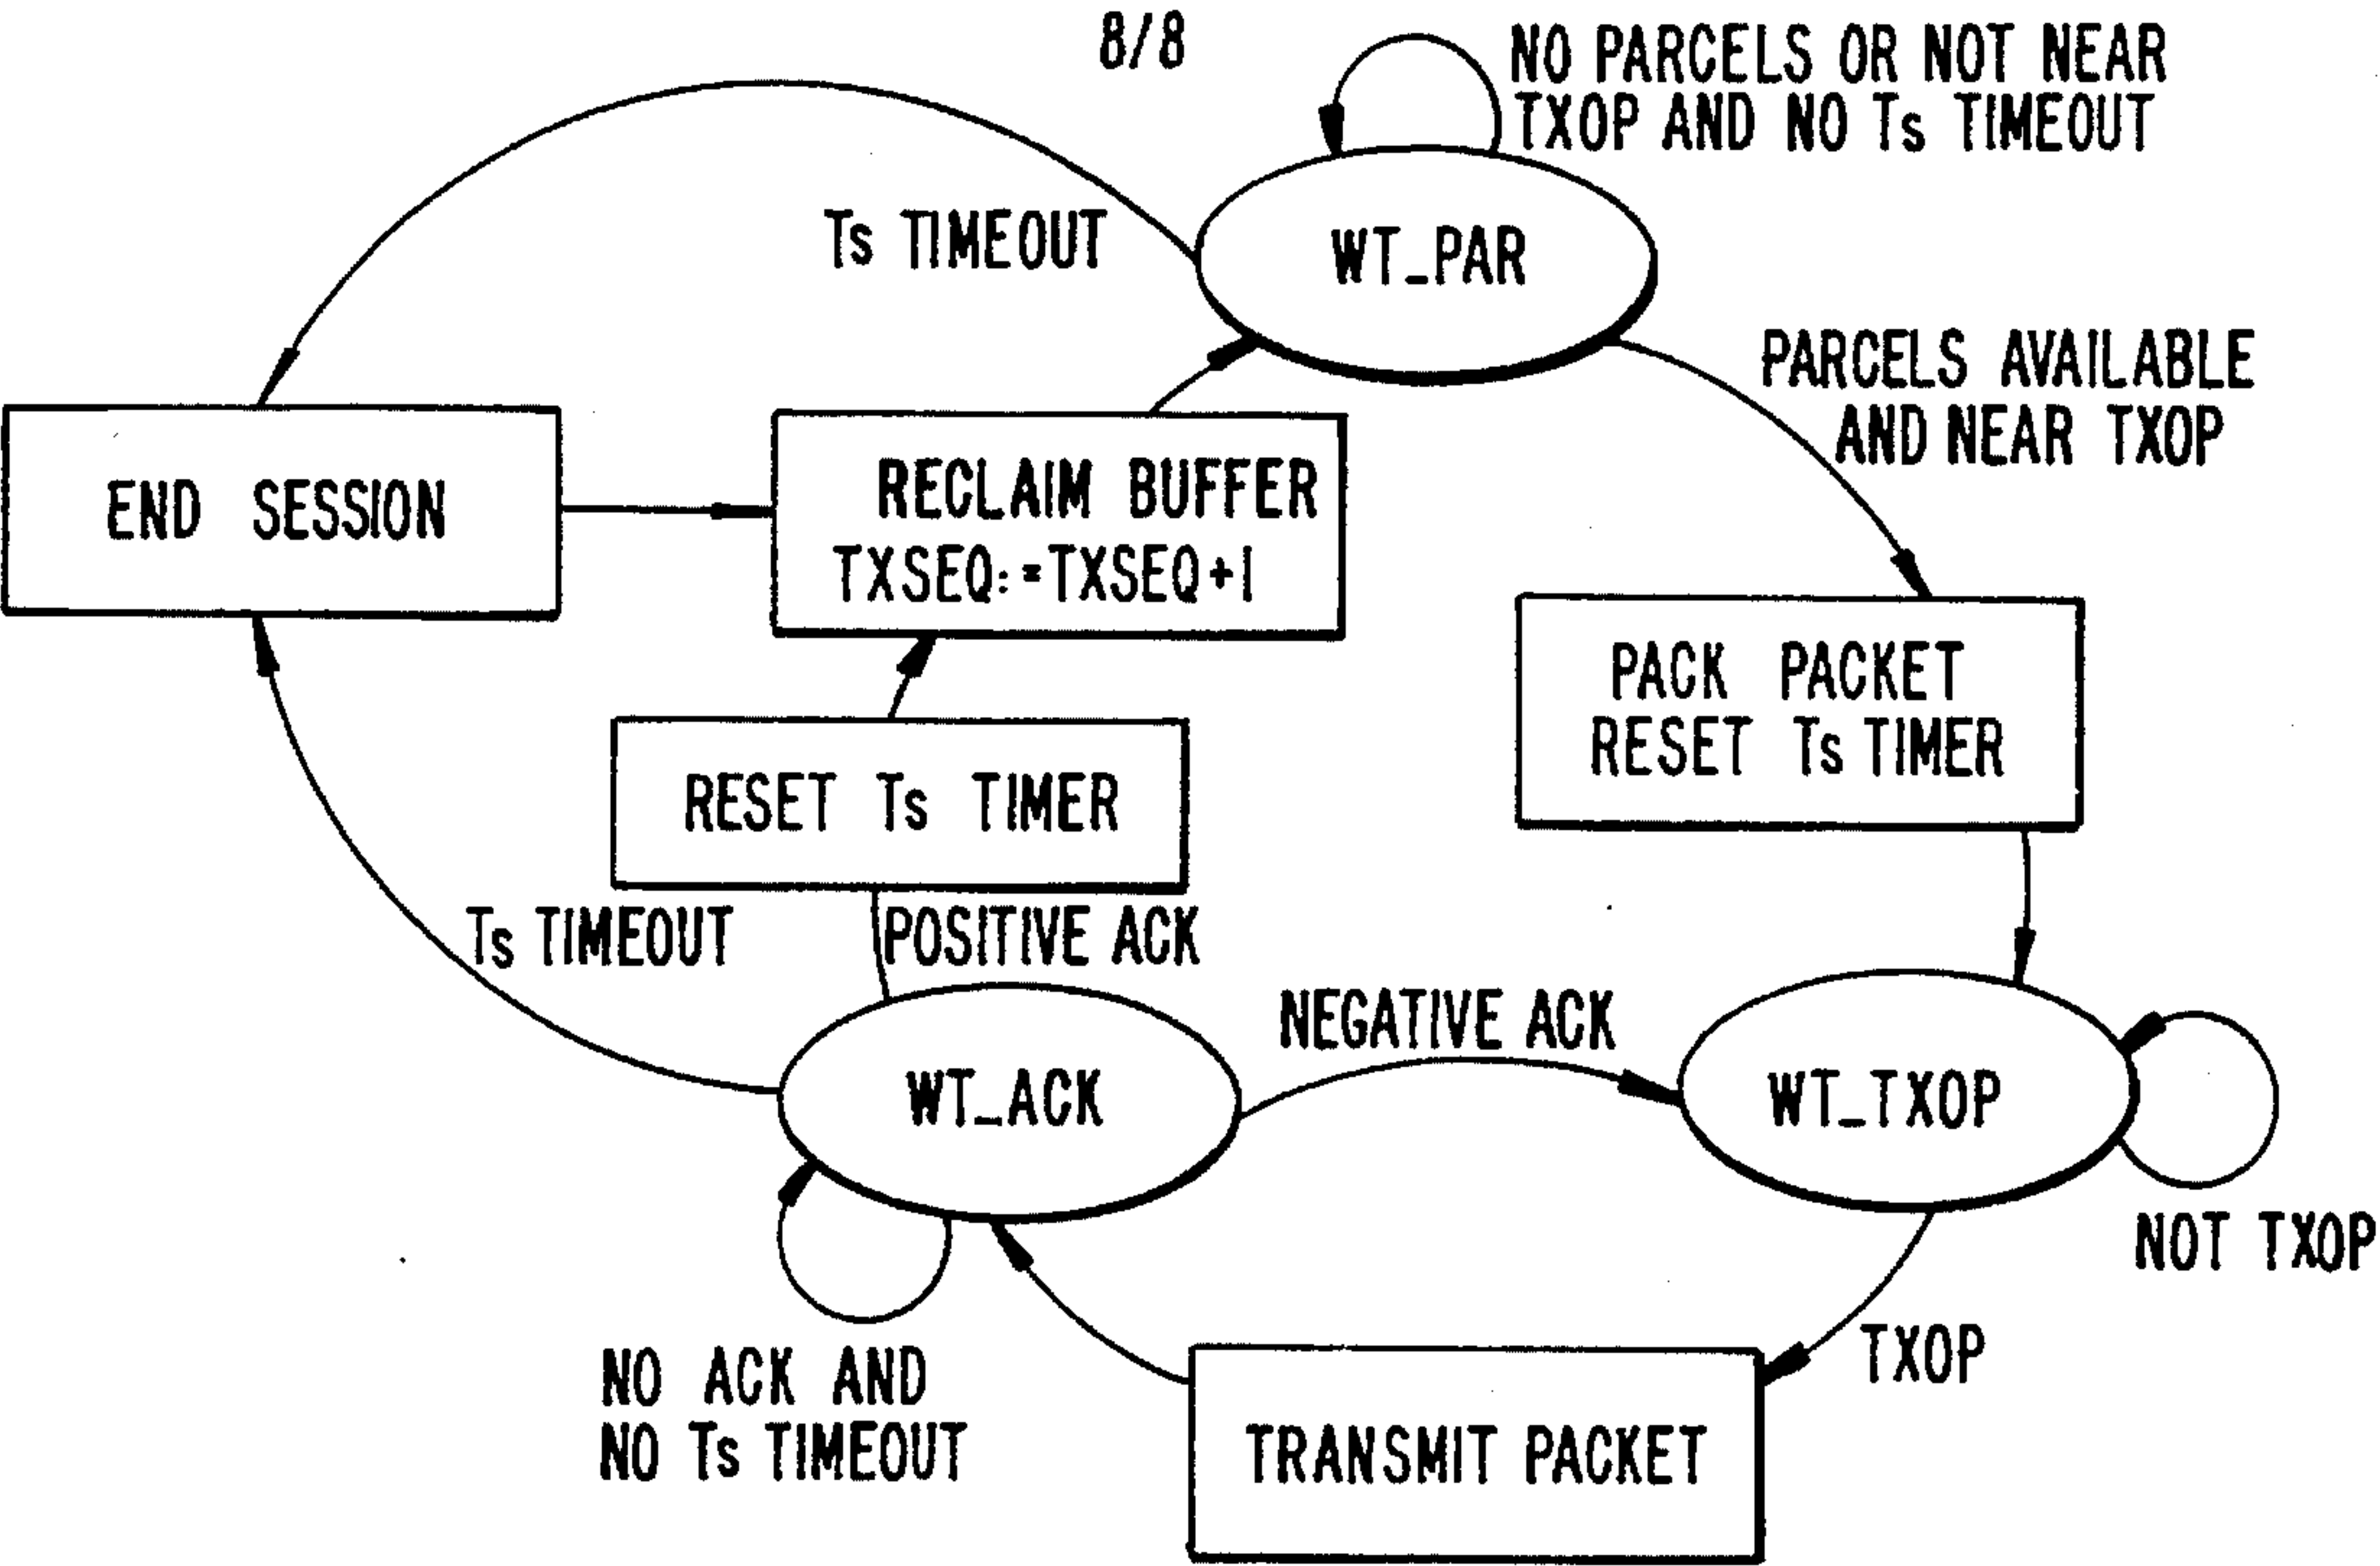 8/8
NO PARCELS OR NOT NEAR
TXOP AND NO Ts TIMEOUT
Ts TIMEOUT
WT_PAR
PARCELS AVAILABLE
AND NEAR TXOP
END SESSION
RECLAIM BUFFER
TXSEQ:=TXSEQ+1
PACK PACKET
RESET Ts TIMER
RESET Ts TIMER
Ts TIMEOUT
POSITIVE ACK
NEGATIVE ACK
WT_ACK
WT_TXOP
NOT TXOP
TXOP
NO ACK AND
NO Ts TIMEOUT
TRANSMIT PACKET